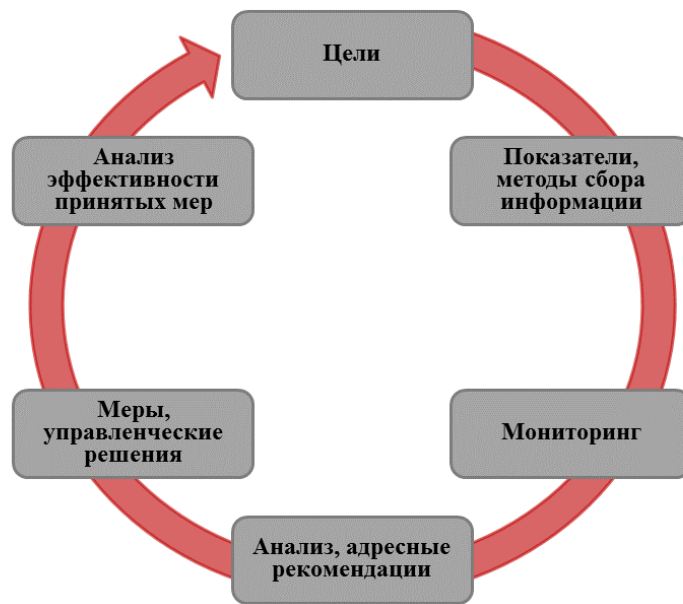 Цели
Показатели,
методы сбора
информации
Мониторинг
Анализ, адресные
рекомендации
Меры,
управленческие
решения
Анализ
эффективности
принятых мер